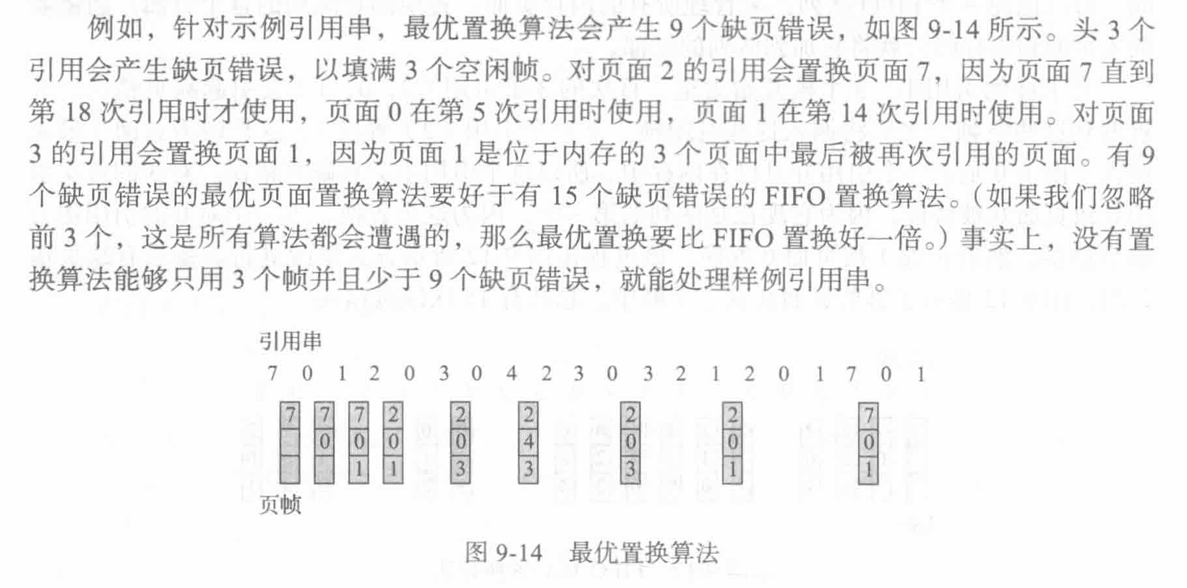 例如，针对示例引用串，最优置换算法会产生 9 个缺页错误，如图 9-14 所示。头 3 个
引用会产生缺页错误，以填满 3 个空闲帧。对页面 2 的引用会置换页面 7，因为页面 7 直到
第 18 次引用时才使用，页面 0 在第 5 次引用时使用，页面 1 在第 14 次引用时使用。对页面
3 的引用会置换页面 1，因为页面 1 是位于内存的 3 个页面中最后被再次引用的页面。有 9
个缺页错误的最优页面置换算法要好于有 15 个缺页错误的 FIFO 置换算法。（如果我们忽略
前 3 个，这是所有算法都会遭遇的，那么最优置换要比 FIFO 置换好一倍。）事实上，没有置
换算法能够只用 3 个帧并且少于 9 个缺页错误，就能处理样例引用串。
引用串
7 0 1 2 0 3 0 4 2 3 0 3 2 1 2 0 1 7 0 1
7 7 7 2 2 2 2 2 7
0 0 0 0 4 0 0 0
1 1 3 3 3 1 1
页帧
图 9-14 最优置换算法